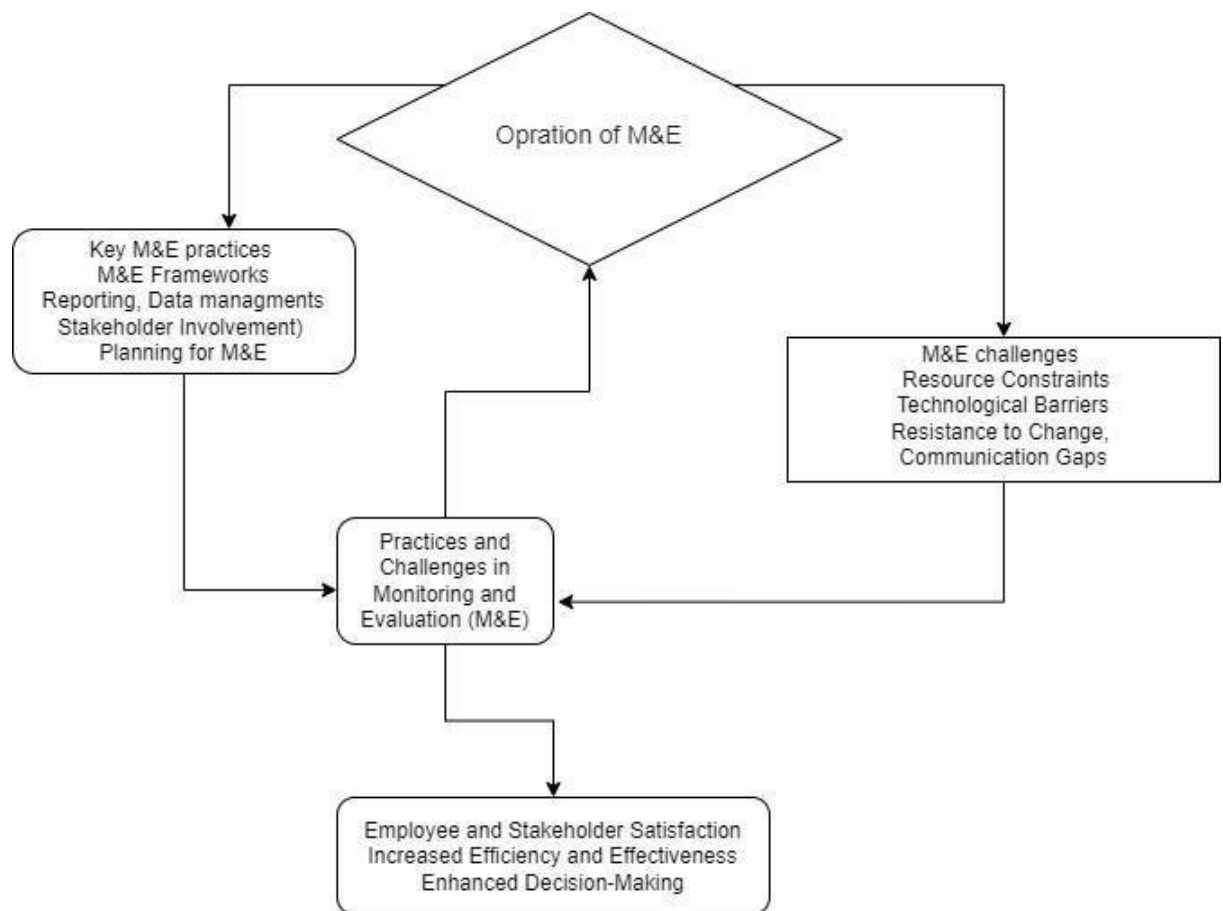 Opration of M&E
Key M&E practices
M&E Frameworks
Reporting, Data managments
Stakeholder Involvement)
Planning for M&E
M&E challenges
Resource Constraints
Technological Barriers
Resistance to Change,
Communication Gaps
Practices and
Challenges in
Monitoring and
Evaluation (M&E)
Employee and Stakeholder Satisfaction
Increased Efficiency and Effectiveness
Enhanced Decision-Making